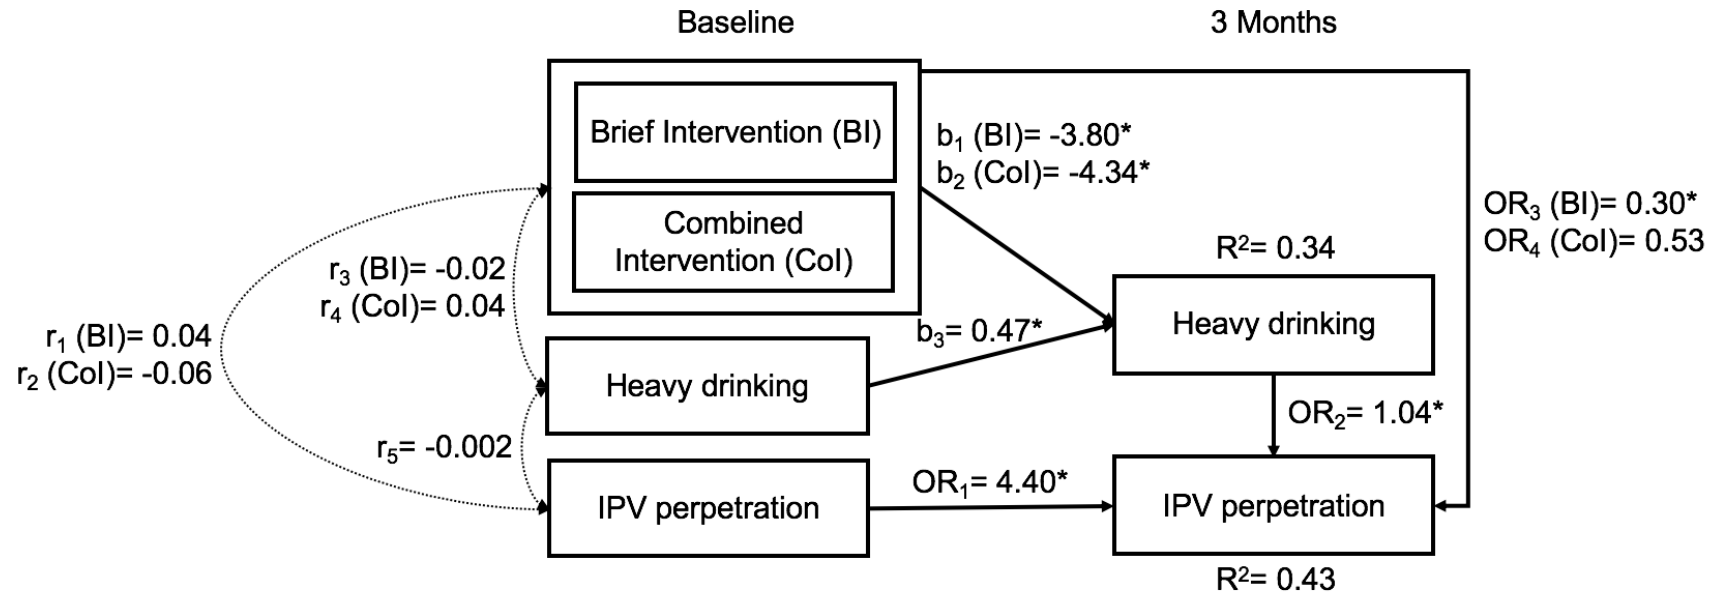 Baseline
3 Months
Brief Intervention (BI)
b₁ (BI)= -3.80*
b₂ (CoI)= -4.34*
Combined
Intervention (CoI)
OR₃ (BI)= 0.30*
OR₄ (CoI)= 0.53
R²= 0.34
r₃ (BI)= -0.02
r₄ (CoI)= 0.04
r₁ (BI)= 0.04
r₂ (CoI)= -0.06
b₃= 0.47*
Heavy drinking
Heavy drinking
OR₂= 1.04*
r₅= -0.002
OR₁= 4.40*
IPV perpetration
IPV perpetration
R²= 0.43